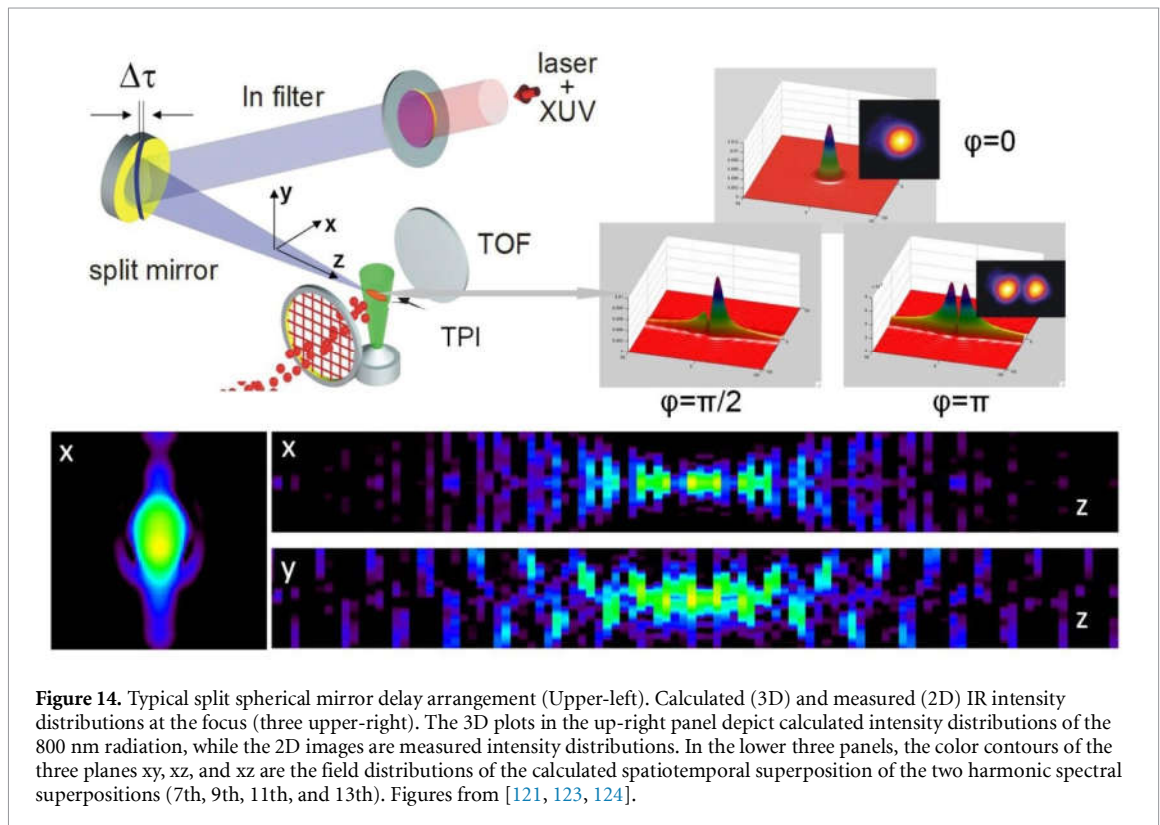 Δτ
In filter
laser
+
XUV
split mirror
y
x
z
TOF
TPI
φ=0
φ=π/2
φ=π
x
x
z
y
z
Figure 14. Typical split spherical mirror delay arrangement (Upper-left). Calculated (3D) and measured (2D) IR intensity
distributions at the focus (three upper-right). The 3D plots in the up-right panel depict calculated intensity distributions of the
800 nm radiation, while the 2D images are measured intensity distributions. In the lower three panels, the color contours of the
three planes xy, xz, and xz are the field distributions of the calculated spatiotemporal superposition of the two harmonic spectral
superpositions (7th, 9th, 11th, and 13th). Figures from [121, 123, 124].